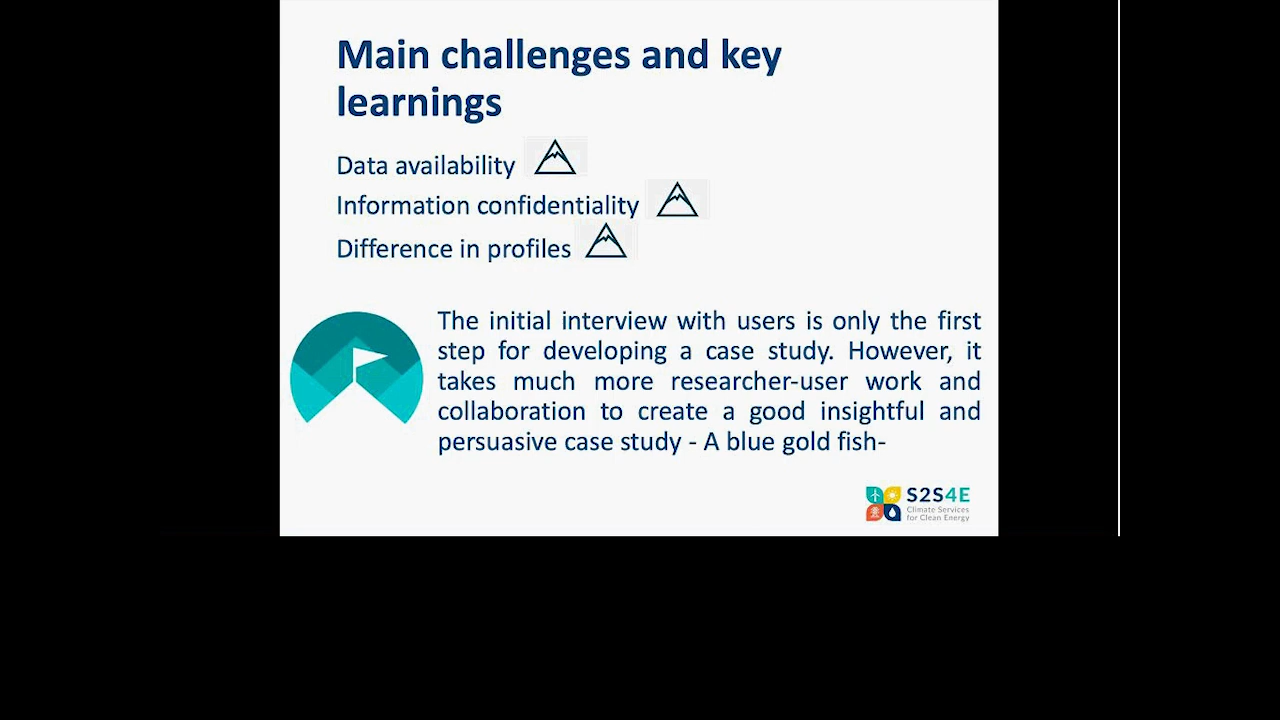 Main challenges and key
learnings
Data availability
Information confidentiality
Difference in profiles
The initial interview with users is only the first
step for developing a case study. However, it
takes much more researcher-user work and
collaboration to create a good insightful and
persuasive case study - A blue gold fish-
S2S4E
Climate Services
for Clean Energy